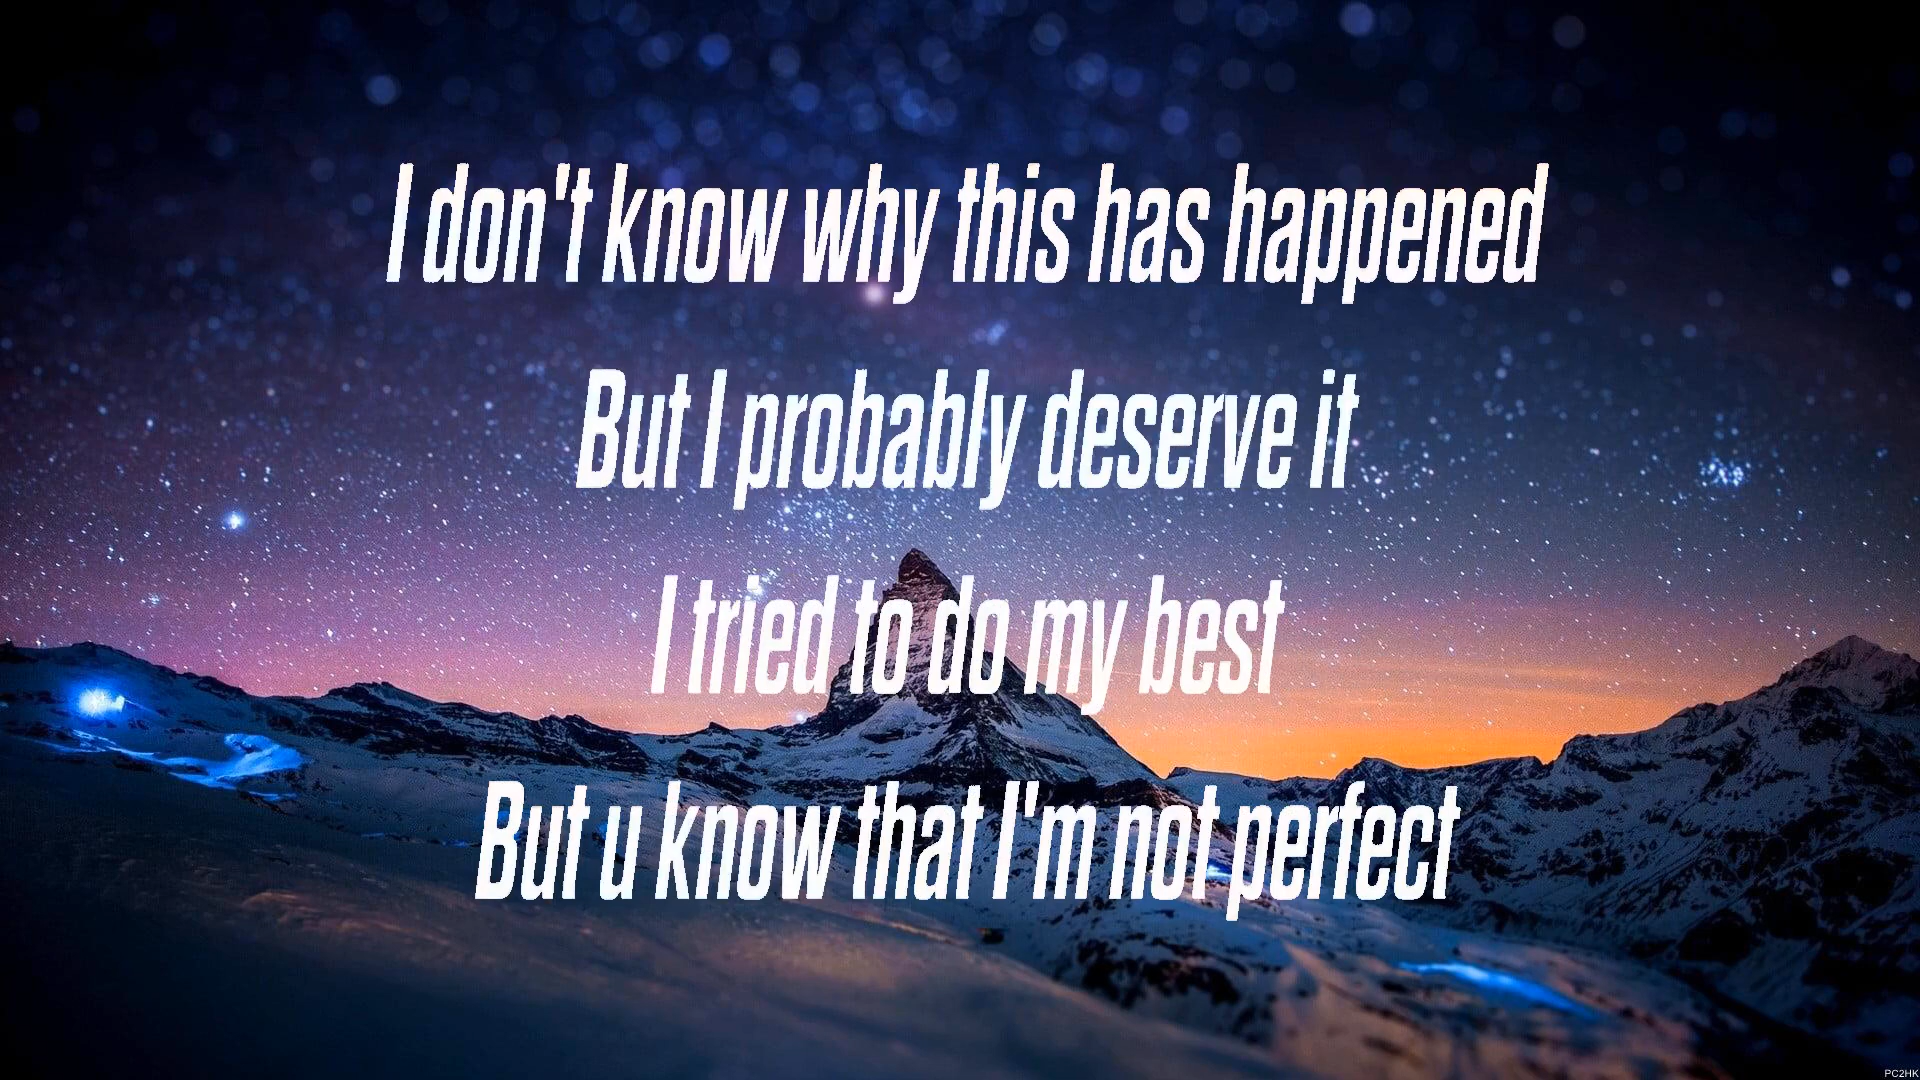 I don't know why this has happened
But I probably deserve it
I tried to do my best
But u know that I'm not perfect
PC2HK